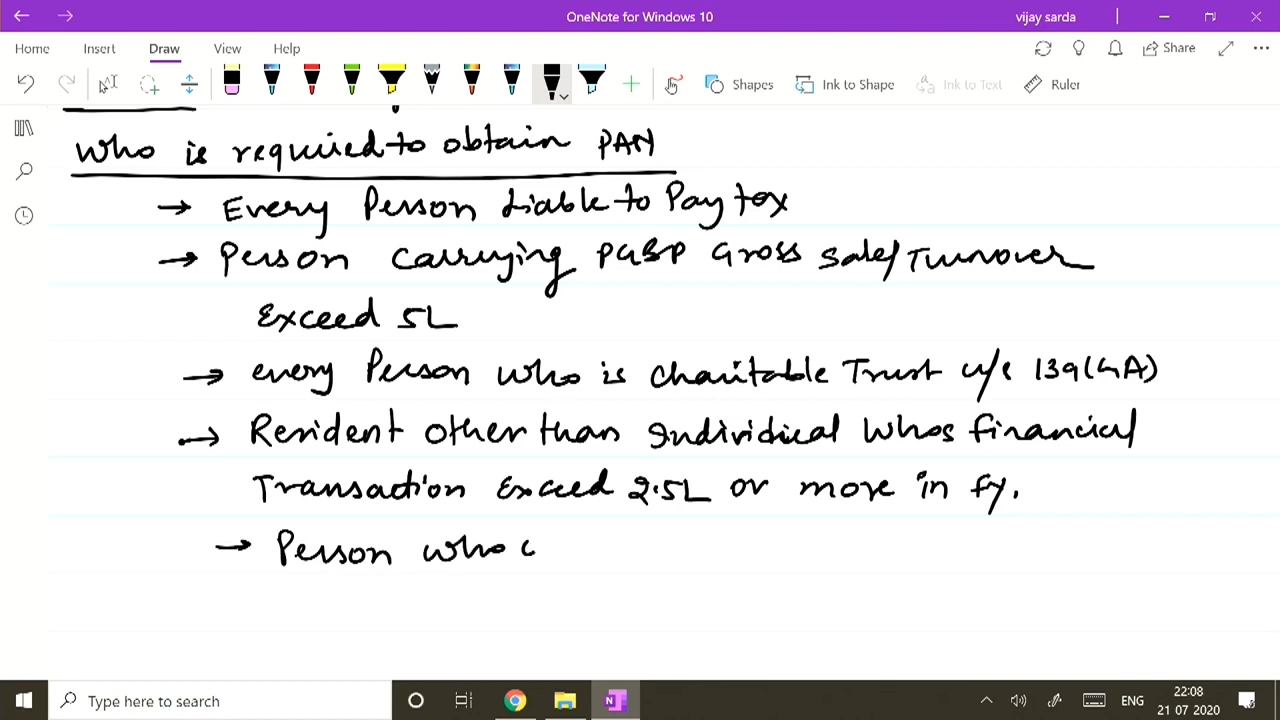 OneNote for Windows 10
vijay sarda
Home Insert Draw View Help
Share
Shapes Ink to Shape Ink to Text Ruler
Who is required to obtain PAN
→ Every Person Liable to Pay tax
→ Person Carrying PGBP Gross Sale/Turnover
Exceed 5L
→ every Person who is Charitable Trust u/s 139(4A)
→ Resident Other than Individual Whos financial
Transaction Exceed 2.5L or more in fy.
→ Person who
Type here to search
ENG
22:08
21-07-2020